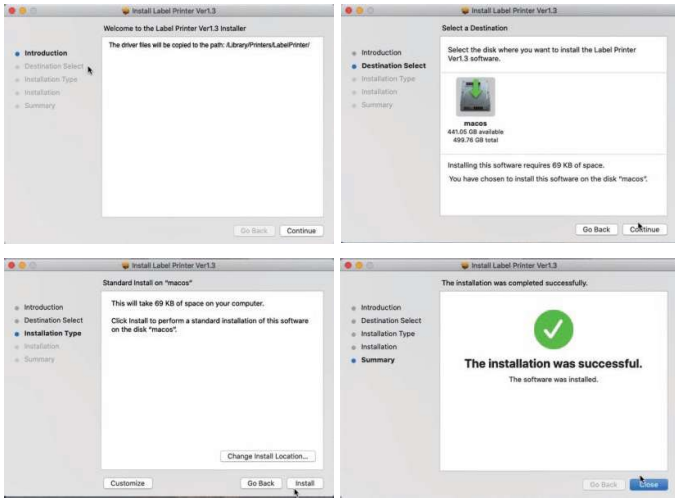 Install Label Printer Ver1.3
Welcome to the Label Printer Ver1.3 Installer
Introduction
Destination Select
Installation Type
Installation
Summary
The driver files will be copied to the path: /Library/Printers/LabelPrinter/
Go Back
Continue
Install Label Printer Ver1.3
Select a Destination
Introduction
Destination Select
Installation Type
Installation
Summary
Select the disk where you want to install the Label Printer
Ver1.3 software.
macos
441.05 GB available
499.76 GB total
Installing this software requires 69 KB of space.
You have chosen to install this software on the disk "macos".
Go Back
Continue
Install Label Printer Ver1.3
Standard Install on "macos"
Introduction
Destination Select
Installation Type
Installation
Summary
This will take 69 KB of space on your computer.
Click Install to perform a standard installation of this software
on the disk "macos".
Change Install Location...
Customize
Go Back
Install
Install Label Printer Ver1.3
The installation was completed successfully.
Introduction
Destination Select
Installation Type
Installation
Summary
The installation was successful.
The software was installed.
Go Back
Close